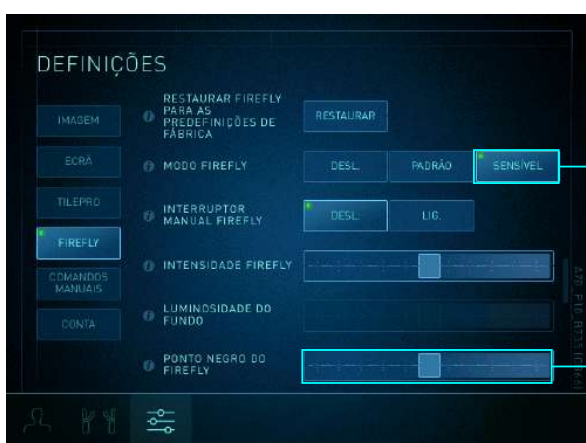 DEFINIÇÕES
IMAGEM
ECRÃ
TILEPRO
FIREFLY
COMANDOS
MANUAIS
CONTA
RESTAURAR FIREFLY
PARA AS
PREDEFINIÇÕES DE
FÁBRICA
RESTAURAR
MODO FIREFLY
DESL.
PADRÃO
SENSÍVEL
INTERRUPTOR
MANUAL FIREFLY
DESL.
LIG.
INTENSIDADE FIREFLY
LUMINOSIDADE DO
FUNDO
PONTO NEGRO DO
FIREFLY